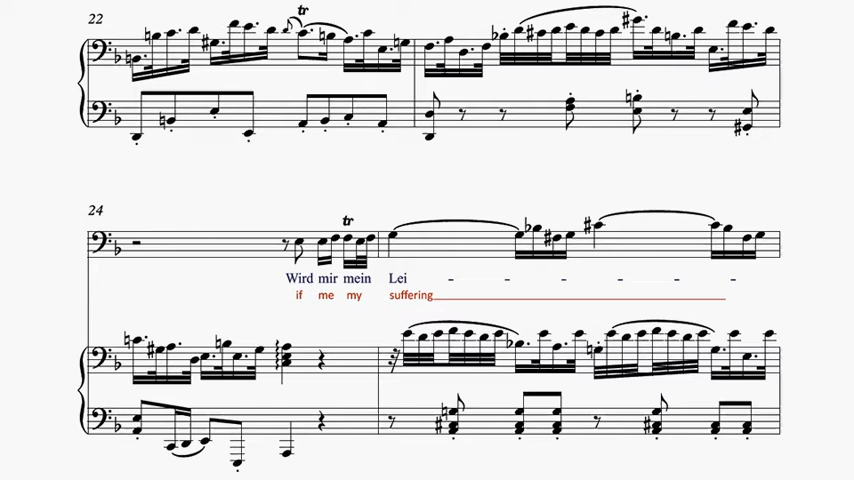 22
tr
24
tr
Wird mir mein Lei - - - - - -
if me my suffering